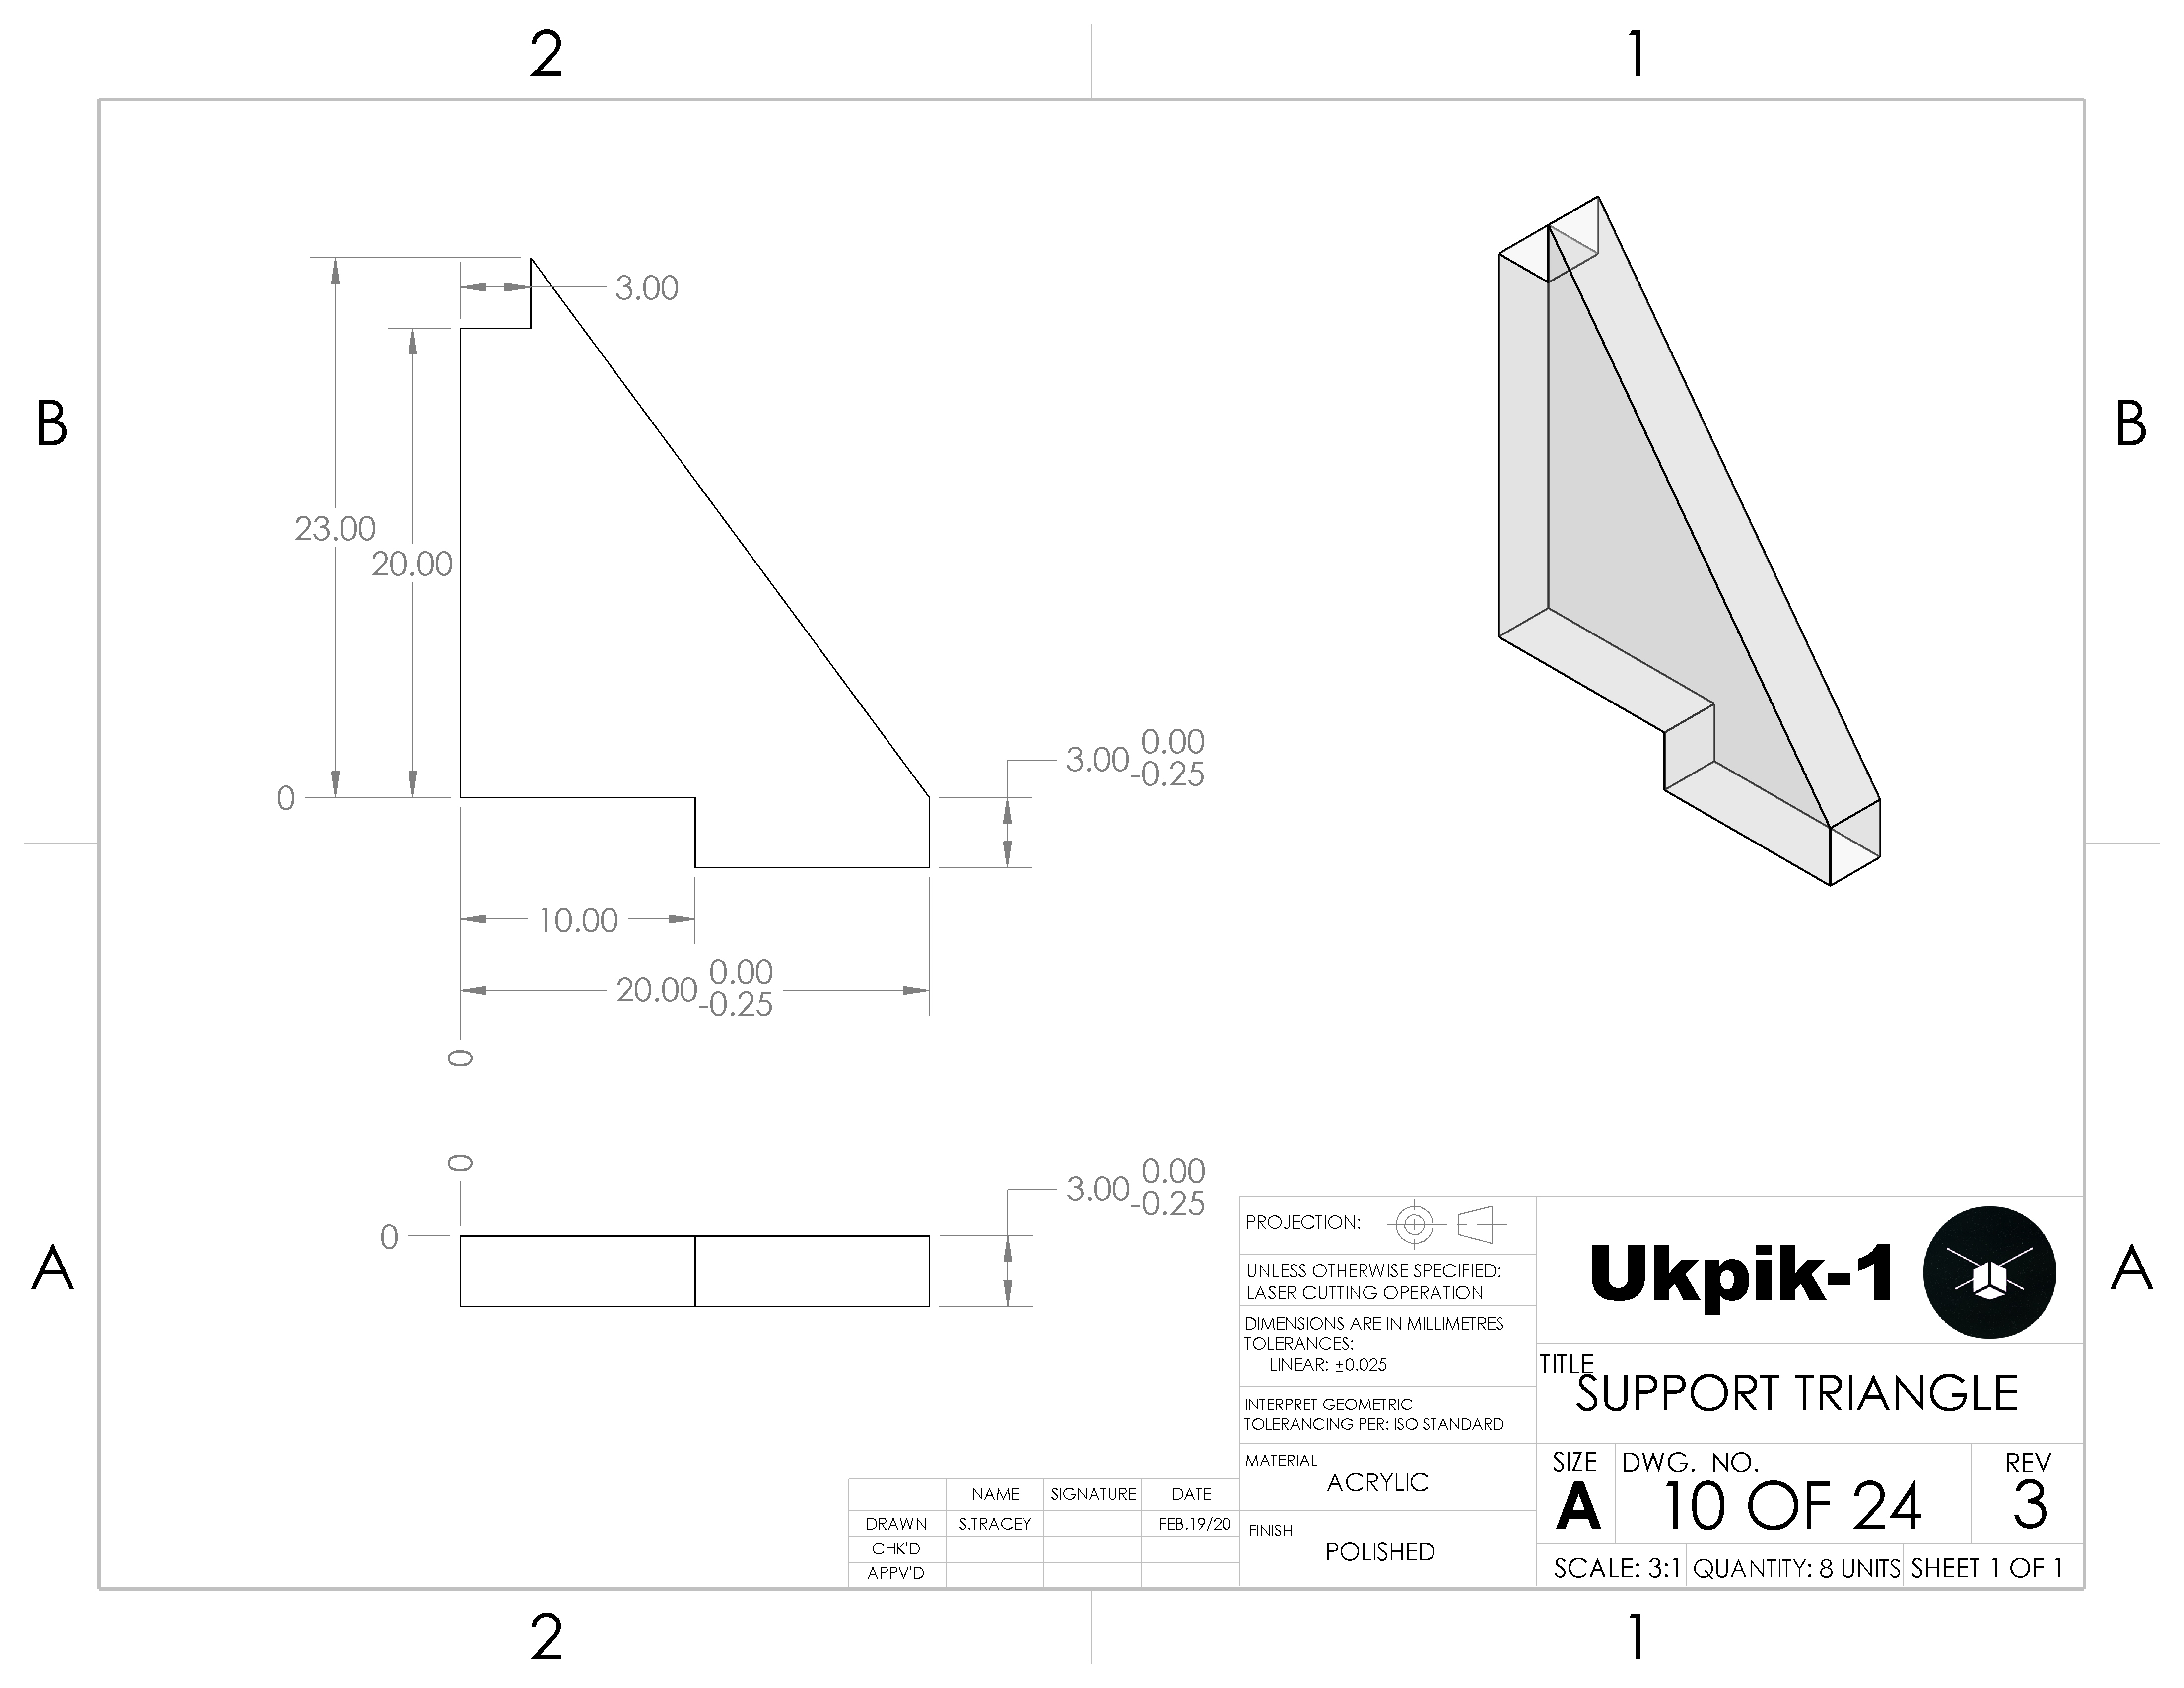 2 1
B B
3.00
23.00
20.00
0
3.00 0.00
-0.25
10.00
20.00 0.00
-0.25
0
0
0
3.00 0.00
-0.25
A A
PROJECTION:
UNLESS OTHERWISE SPECIFIED:
LASER CUTTING OPERATION
DIMENSIONS ARE IN MILLIMETRES
TOLERANCES:
LINEAR: ±0.025
INTERPRET GEOMETRIC
TOLERANCING PER: ISO STANDARD
MATERIAL
ACRYLIC
FINISH
POLISHED
Ukpik-1
TITLE
SUPPORT TRIANGLE
SIZE DWG. NO. REV
A 10 OF 24 3
SCALE: 3:1 QUANTITY: 8 UNITS SHEET 1 OF 1
NAME SIGNATURE DATE
DRAWN S.TRACEY FEB.19/20
CHK'D
APPV'D
2 1